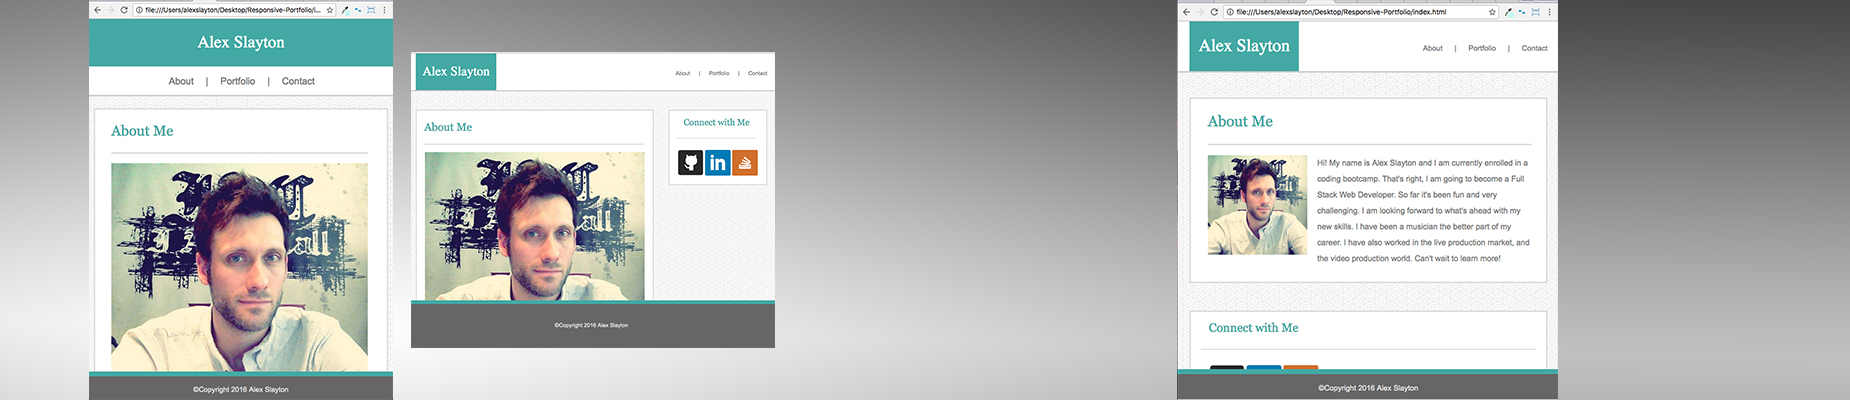 file:///Users/alexslayton/Desktop/Responsive-Portfolio/i...
Alex Slayton
About | Portfolio | Contact
About Me
©Copyright 2016 Alex Slayton
Alex Slayton
About | Portfolio | Contact
About Me
Connect with Me
in
©Copyright 2016 Alex Slayton
file:///Users/alexslayton/Desktop/Responsive-Portfolio/index.html
Alex Slayton
About | Portfolio | Contact
About Me
Hi! My name is Alex Slayton and I am currently enrolled in a
coding bootcamp. That's right, I am going to become a Full
Stack Web Developer. So far it's been fun and very
challenging. I am looking forward to what's ahead with my
new skills. I have been a musician the better part of my
career. I have also worked in the live production market, and
the video production world. Can't wait to learn more!
Connect with Me
©Copyright 2016 Alex Slayton